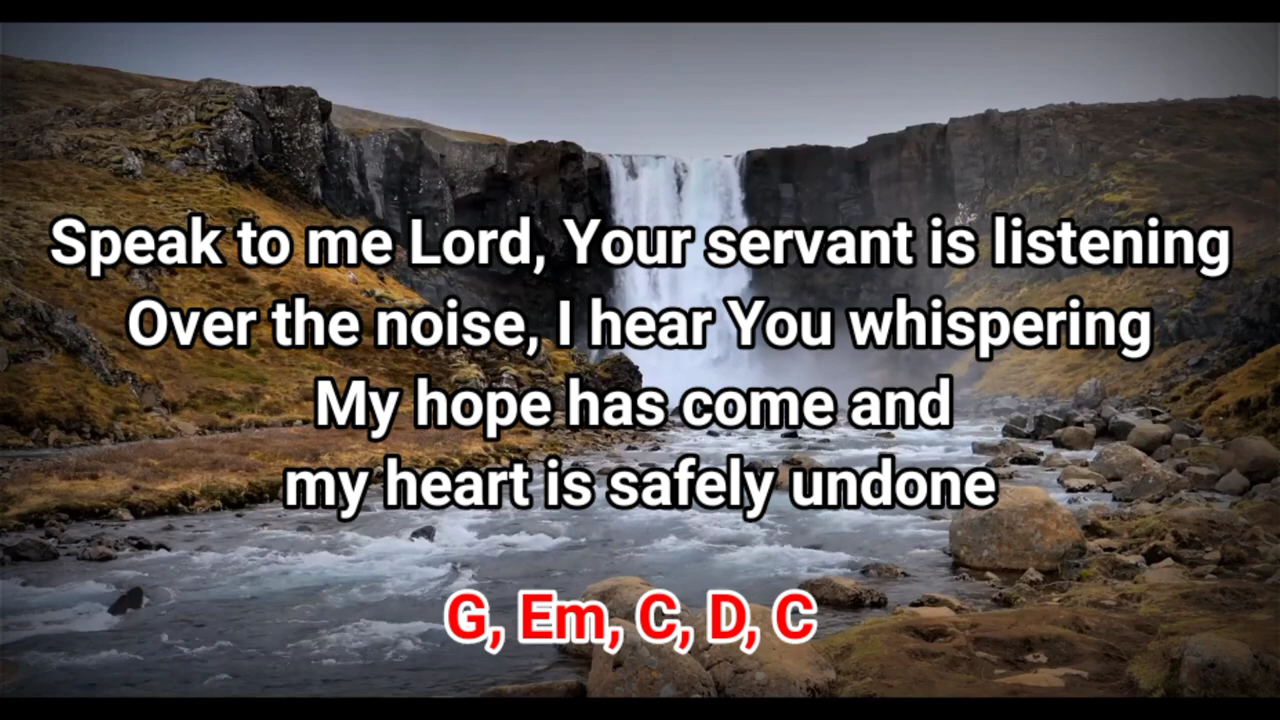 Speak to me Lord, Your servant is listening
Over the noise, I hear You whispering
My hope has come and
my heart is safely undone
G, Em, C, D, C